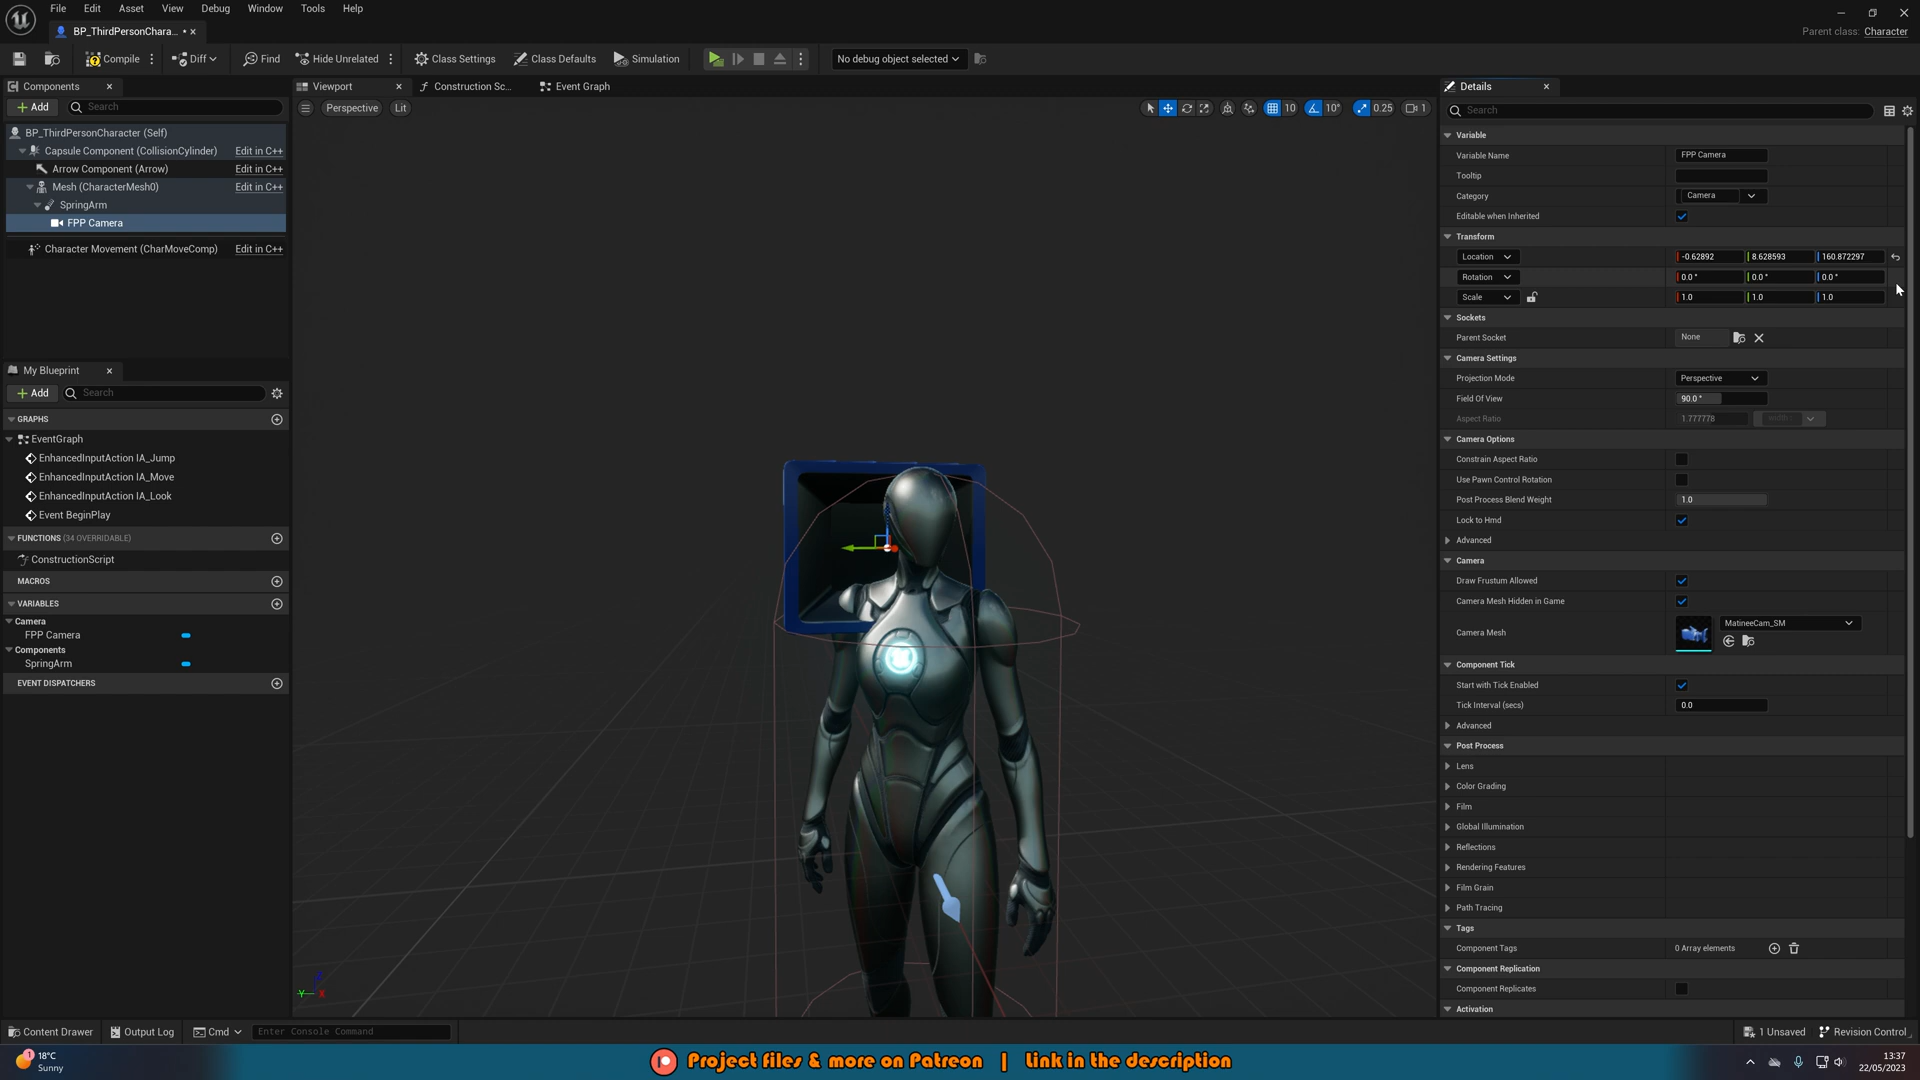 File Edit Asset View Debug Window Tools Help
BP_ThirdPersonChara... •
Parent class: Character
Compile Diff Find Hide Unrelated Class Settings Class Defaults Simulation No debug object selected
Components
Add Search
BP_ThirdPersonCharacter (Self)
Capsule Component (CollisionCylinder) Edit in C++
Arrow Component (Arrow) Edit in C++
Mesh (CharacterMesh0) Edit in C++
SpringArm
FPP Camera
Character Movement (CharMoveComp) Edit in C++
My Blueprint
Add Search
GRAPHS
EventGraph
EnhancedInputAction IA_Jump
EnhancedInputAction IA_Move
EnhancedInputAction IA_Look
Event BeginPlay
FUNCTIONS (34 OVERRIDABLE)
ConstructionScript
MACROS
VARIABLES
Camera
FPP Camera
Components
SpringArm
EVENT DISPATCHERS
Viewport Construction Sc... Event Graph
Perspective Lit
10 10° 0.25 1
Y X
Details
Search
Variable
Variable Name FPP Camera
Tooltip
Category Camera
Editable when Inherited
Transform
Location -0.62892 8.628593 160.872297
Rotation 0.0 ° 0.0 ° 0.0 °
Scale 1.0 1.0 1.0
Sockets
Parent Socket None
Camera Settings
Projection Mode Perspective
Field Of View 90.0 °
Aspect Ratio 1.777778
Camera Options
Constrain Aspect Ratio
Use Pawn Control Rotation
Post Process Blend Weight 1.0
Lock to Hmd
Advanced
Camera
Draw Frustum Allowed
Camera Mesh Hidden in Game
Camera Mesh MatineeCam_SM
Component Tick
Start with Tick Enabled
Tick Interval (secs) 0.0
Advanced
Post Process
Lens
Color Grading
Film
Global Illumination
Reflections
Rendering Features
Film Grain
Path Tracing
Tags
Component Tags 0 Array elements
Component Replication
Component Replicates
Activation
Content Drawer Output Log Cmd Enter Console Command
1 Unsaved Revision Control
1
18°C
Sunny
Project files & more on Patreon | Link in the description
13:37
22/05/2023